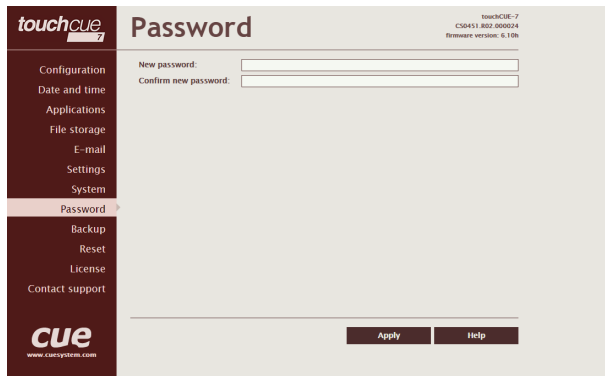 touchcue
7
Password
touchCUE-7
CS0451.R02.000024
firmware version: 6.10h
Configuration
Date and time
Applications
File storage
E-mail
Settings
System
Password
Backup
Reset
License
Contact support
New password:
Confirm new password:
Apply
Help
cue
www.cuesystem.com